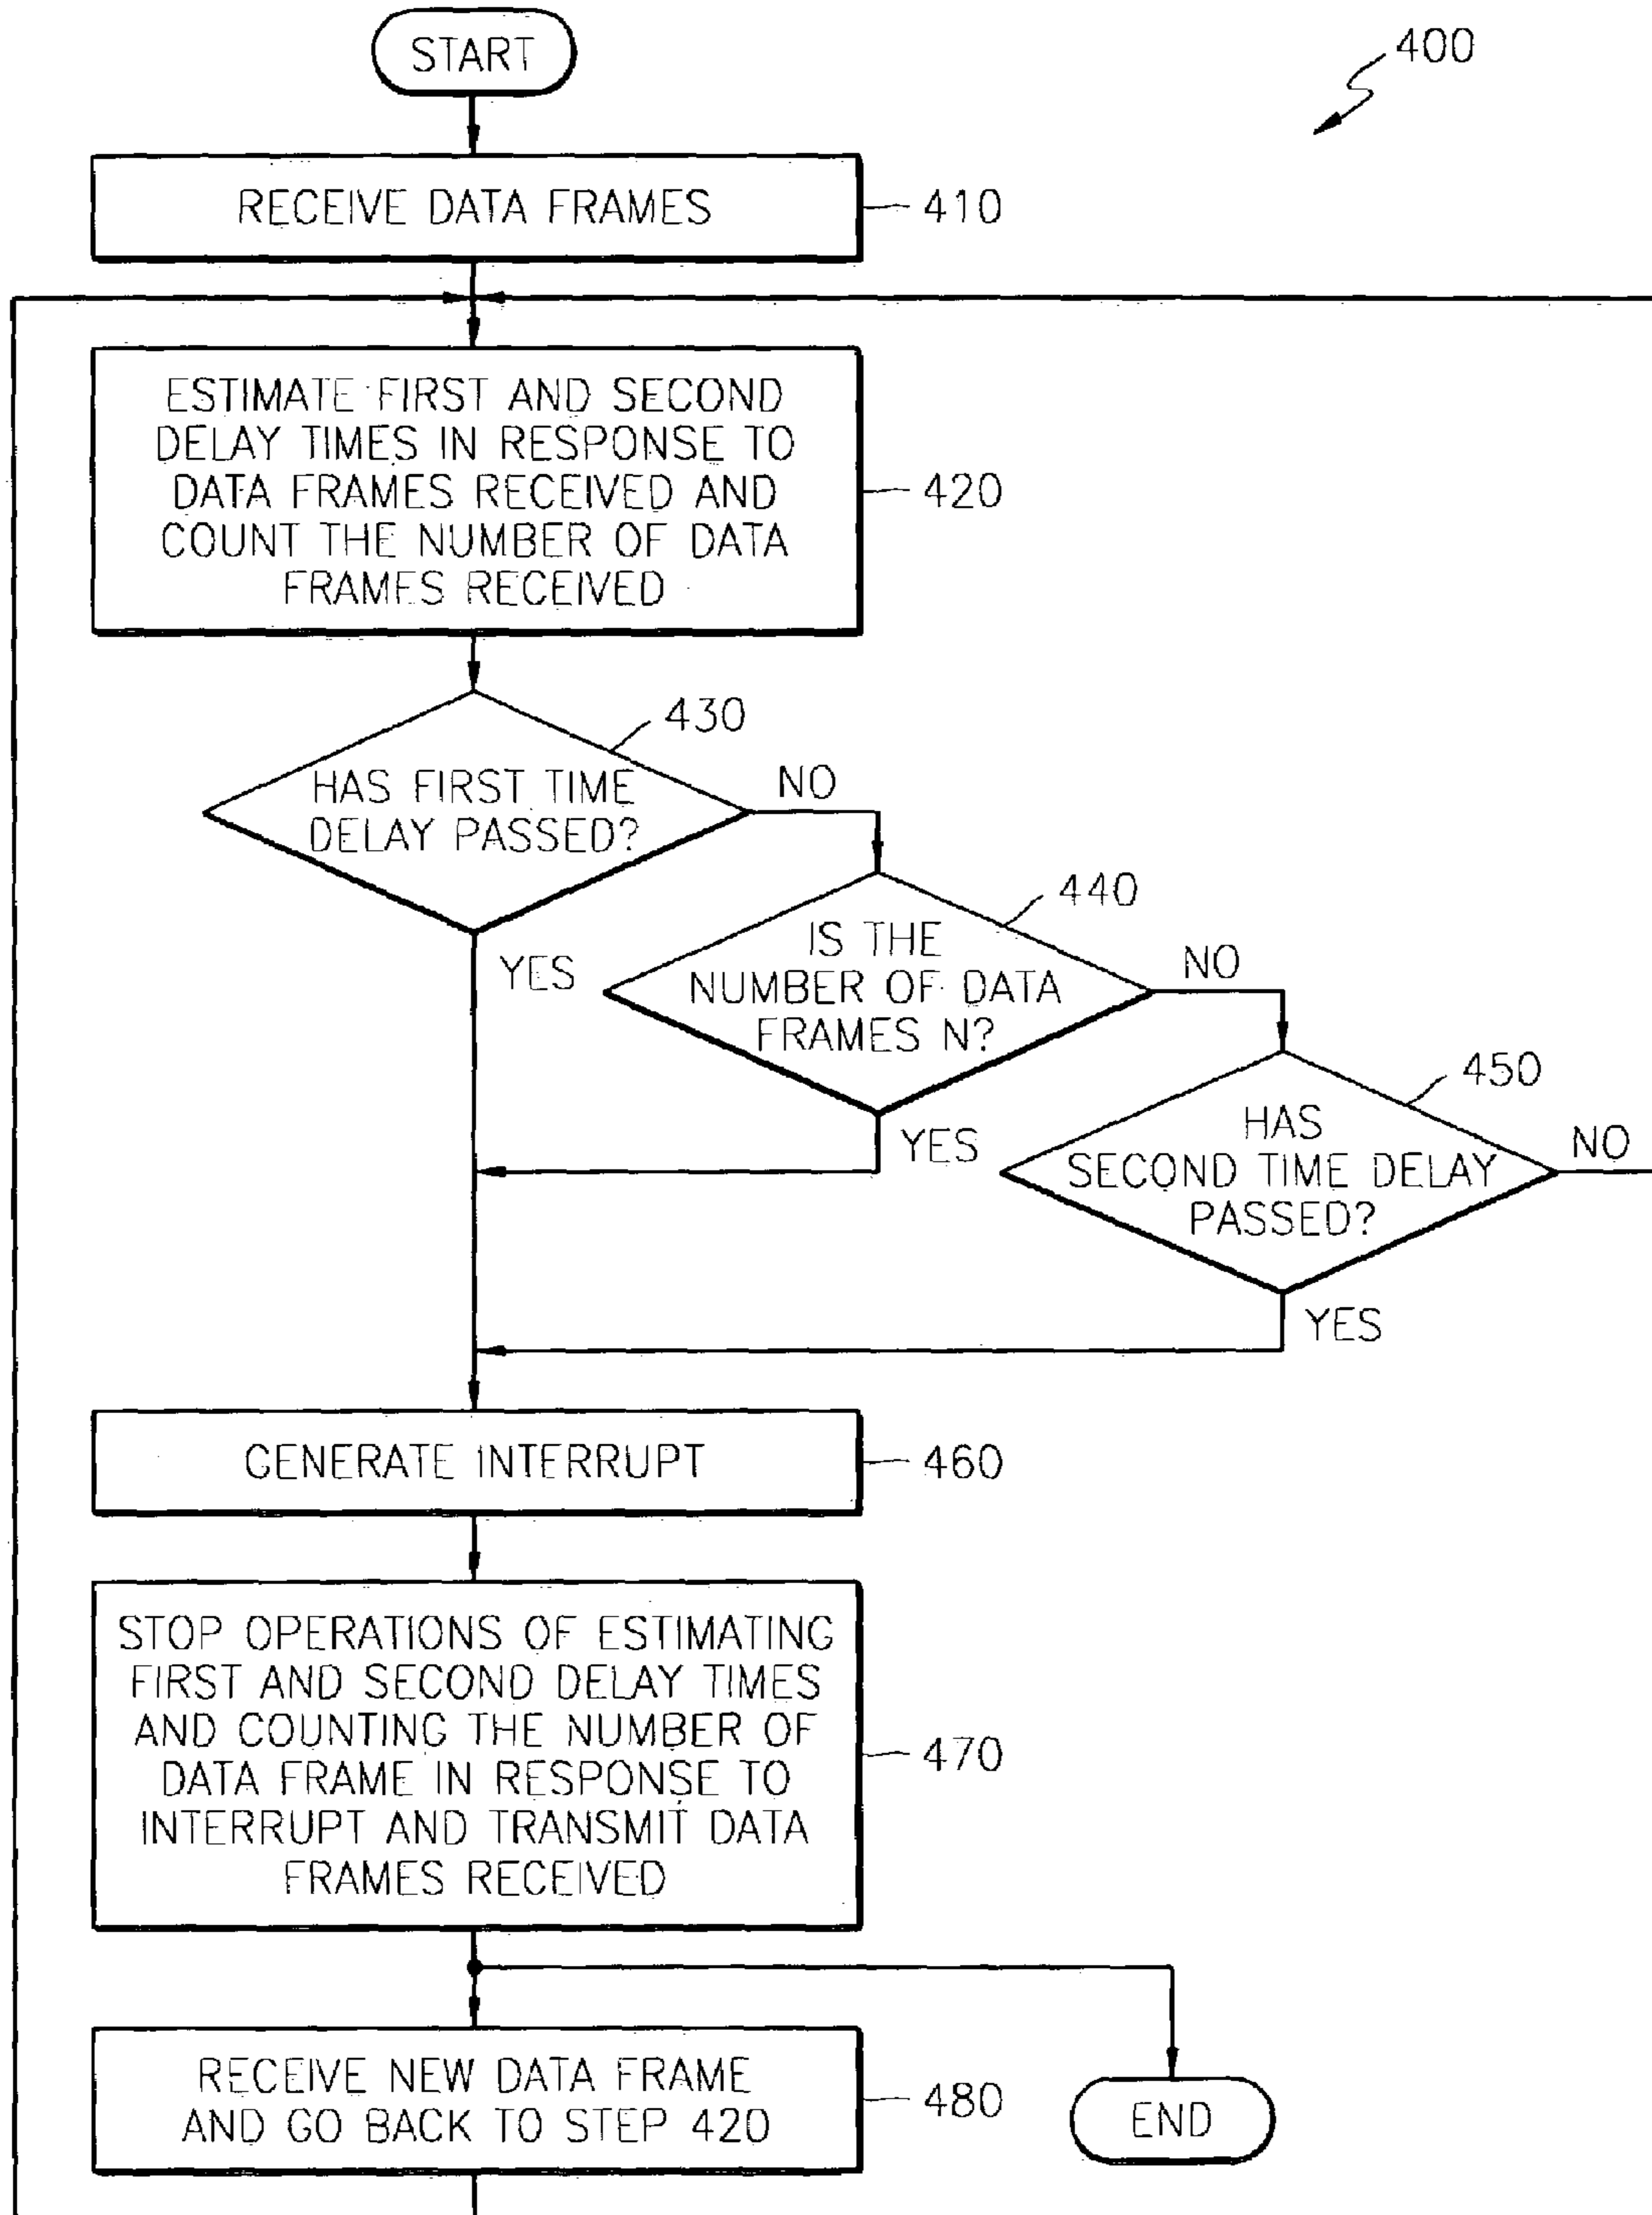 START
400
RECEIVE DATA FRAMES
410
ESTIMATE FIRST AND SECOND
DELAY TIMES IN RESPONSE TO
DATA FRAMES RECEIVED AND
COUNT THE NUMBER OF DATA
FRAMES RECEIVED
420
430
HAS FIRST TIME
DELAY PASSED?
NO
YES
440
IS THE
NUMBER OF DATA
FRAMES N?
NO
YES
450
HAS
SECOND TIME DELAY
PASSED?
NO
YES
GENERATE INTERRUPT
460
STOP OPERATIONS OF ESTIMATING
FIRST AND SECOND DELAY TIMES
AND COUNTING THE NUMBER OF
DATA FRAME IN RESPONSE TO
INTERRUPT AND TRANSMIT DATA
FRAMES RECEIVED
470
RECEIVE NEW DATA FRAME
AND GO BACK TO STEP 420
480
END